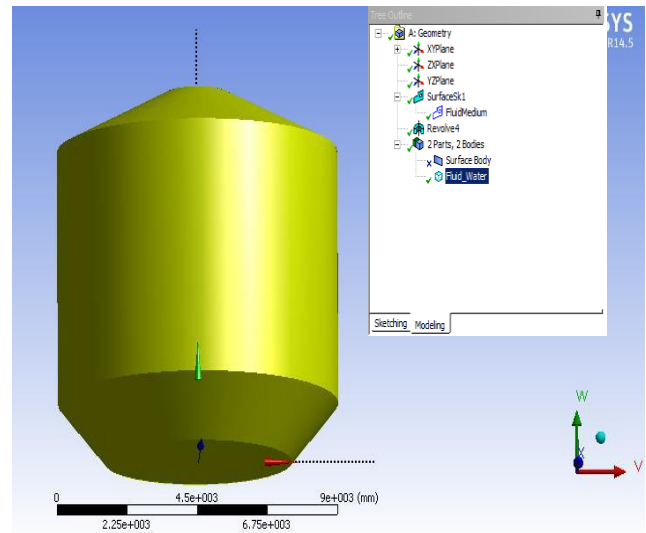 Tree Outline
SYS
R14.5
A: Geometry
XYPlane
ZXPlane
YZPlane
SurfaceSk1
FluidMedium
Revolve4
2 Parts, 2 Bodies
Surface Body
Fluid_Water
Sketching Modeling
W
X
V
0 4.5e+003 9e+003 (mm)
2.25e+003 6.75e+003